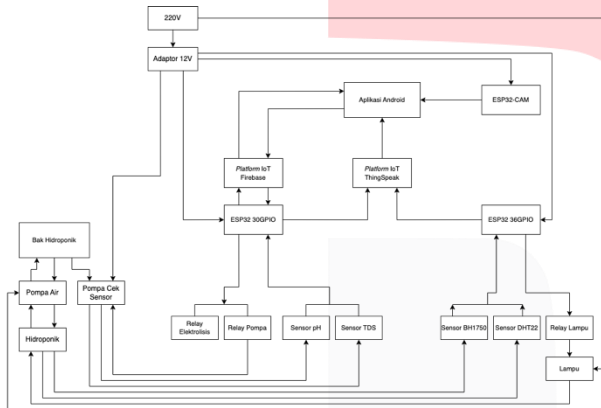 220V
Adaptor 12V
Aplikasi Android
ESP32-CAM
Platform IoT
Firebase
Platform IoT
ThingSpeak
ESP32 30GPIO
ESP32 36GPIO
Bak Hidroponik
Pompa Air
Pompa Cek
Sensor
Hidroponik
Relay
Elektrolisis
Relay Pompa
Sensor pH
Sensor TDS
Sensor BH1750
Sensor DHT22
Relay Lampu
Lampu